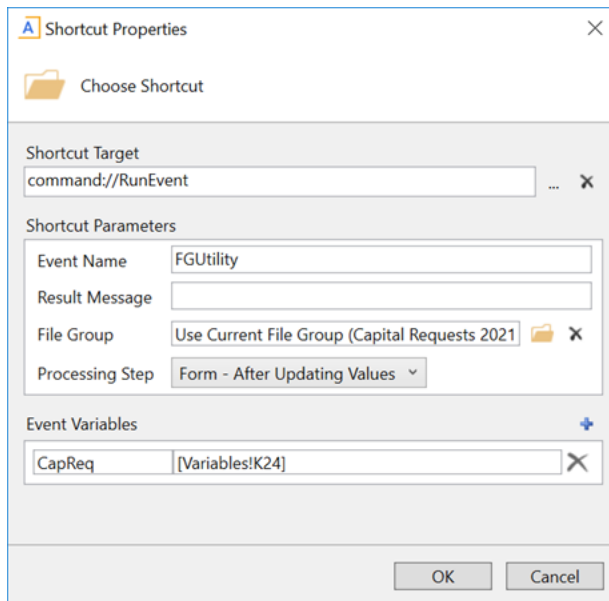 A Shortcut Properties
Choose Shortcut
Shortcut Target
command://RunEvent
...
Shortcut Parameters
Event Name FGUtility
Result Message
File Group Use Current File Group (Capital Requests 2021
Processing Step Form - After Updating Values
Event Variables
CapReq [Variables!K24]
OK Cancel